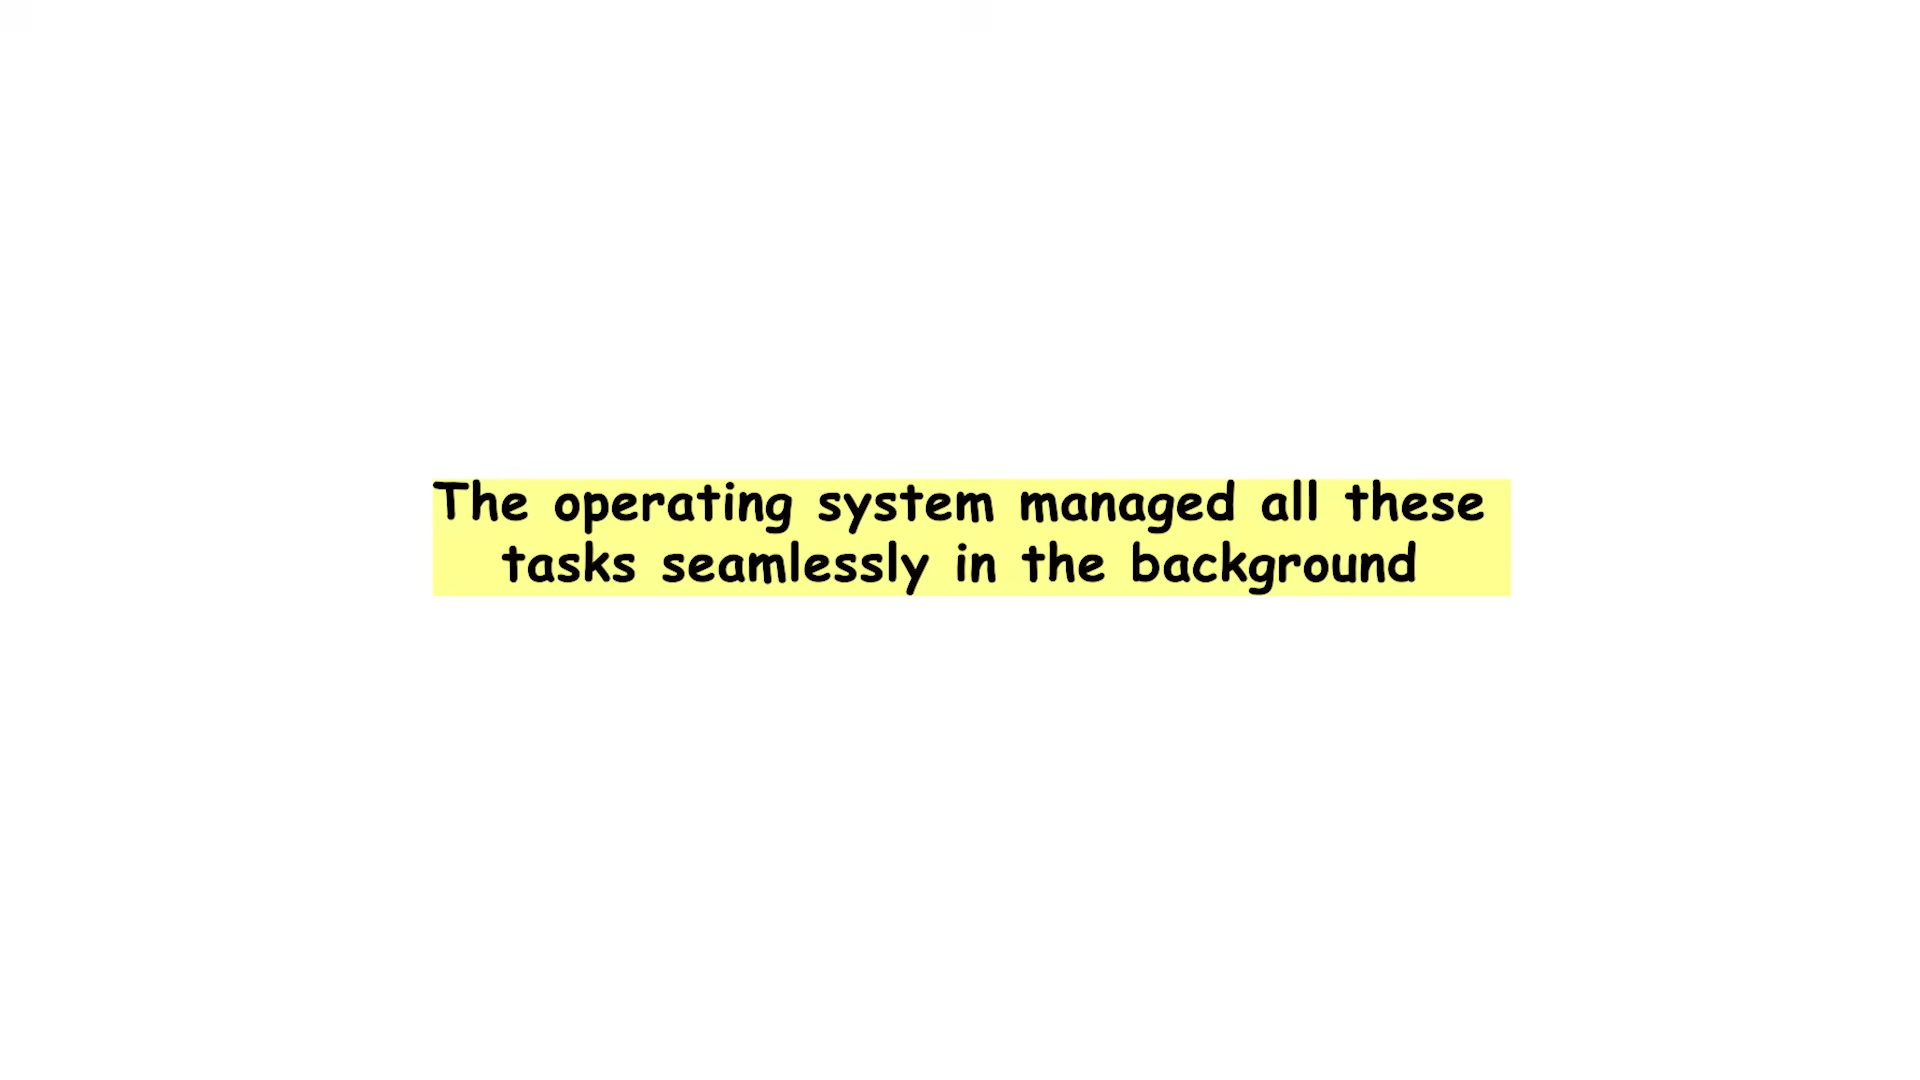 The operating system managed all these
tasks seamlessly in the background